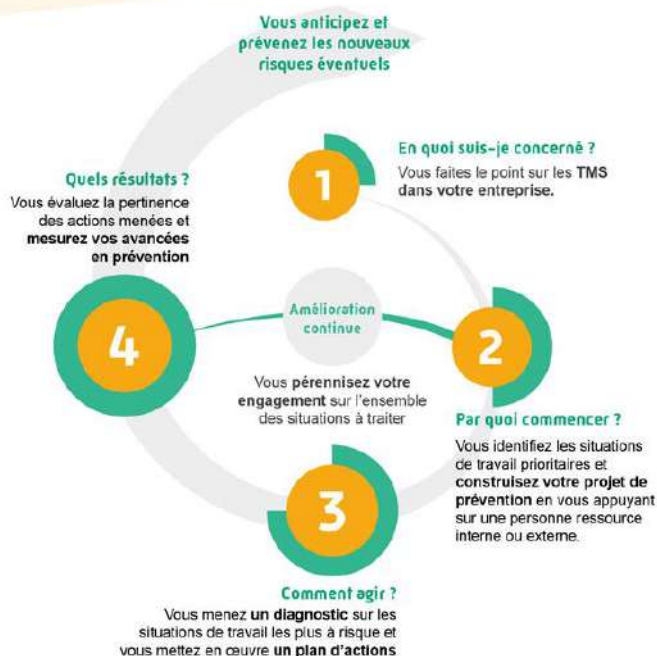 Vous anticipez et
prévenez les nouveaux
risques éventuels
1
En quoi suis-je concerné ?
Vous faites le point sur les TMS
dans votre entreprise.
2
Par quoi commencer ?
Vous identifiez les situations
de travail prioritaires et
construisez votre projet de
prévention en vous appuyant
sur une personne ressource
interne ou externe.
3
Comment agir ?
Vous menez un diagnostic sur les
situations de travail les plus à risque et
vous mettez en œuvre un plan d'actions
4
Quels résultats ?
Vous évaluez la pertinence
des actions menées et
mesurez vos avancées
en prévention
Amélioration
continue
Vous pérennisez votre
engagement sur l'ensemble
des situations à traiter